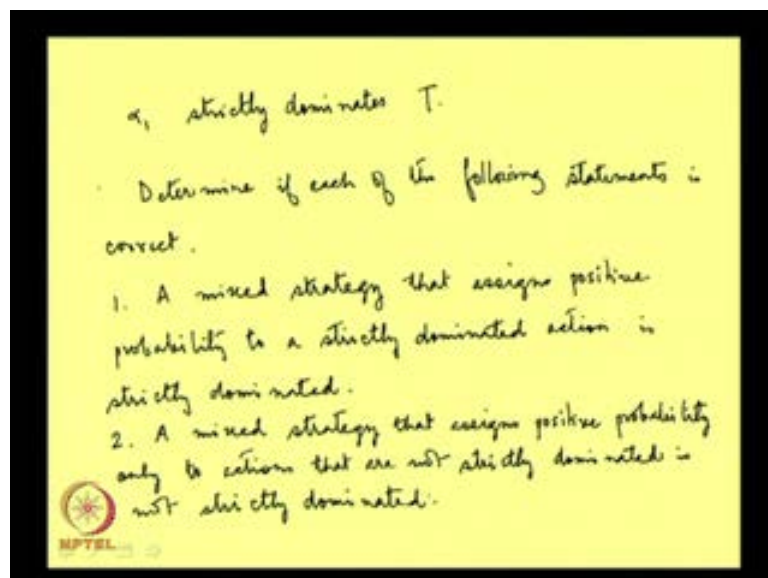 α₁ strictly dominates T.
Determine if each of the following statements is
correct.
1. A mixed strategy that assigns positive
probability to a strictly dominated action is
strictly dominated.
2. A mixed strategy that assigns positive probability
only to actions that are not strictly dominated is
not strictly dominated.
NPTEL